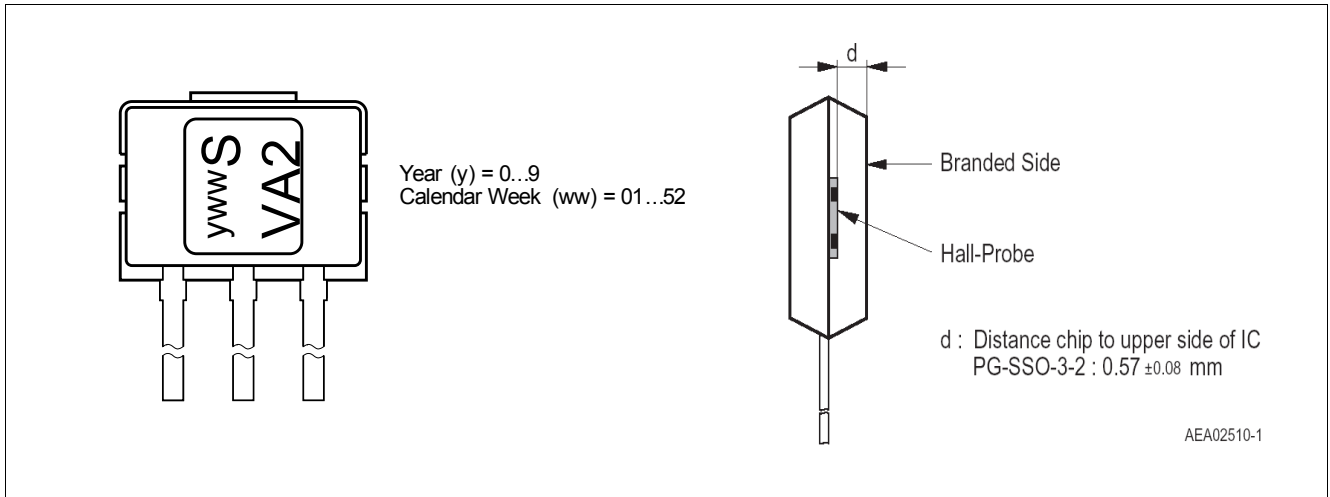 ywwS
VA2
Year (y) = 0...9
Calendar Week (ww) = 01...52
d
Branded Side
Hall-Probe
d : Distance chip to upper side of IC
PG-SSO-3-2 : 0.57 ±0.08 mm
AEA02510-1